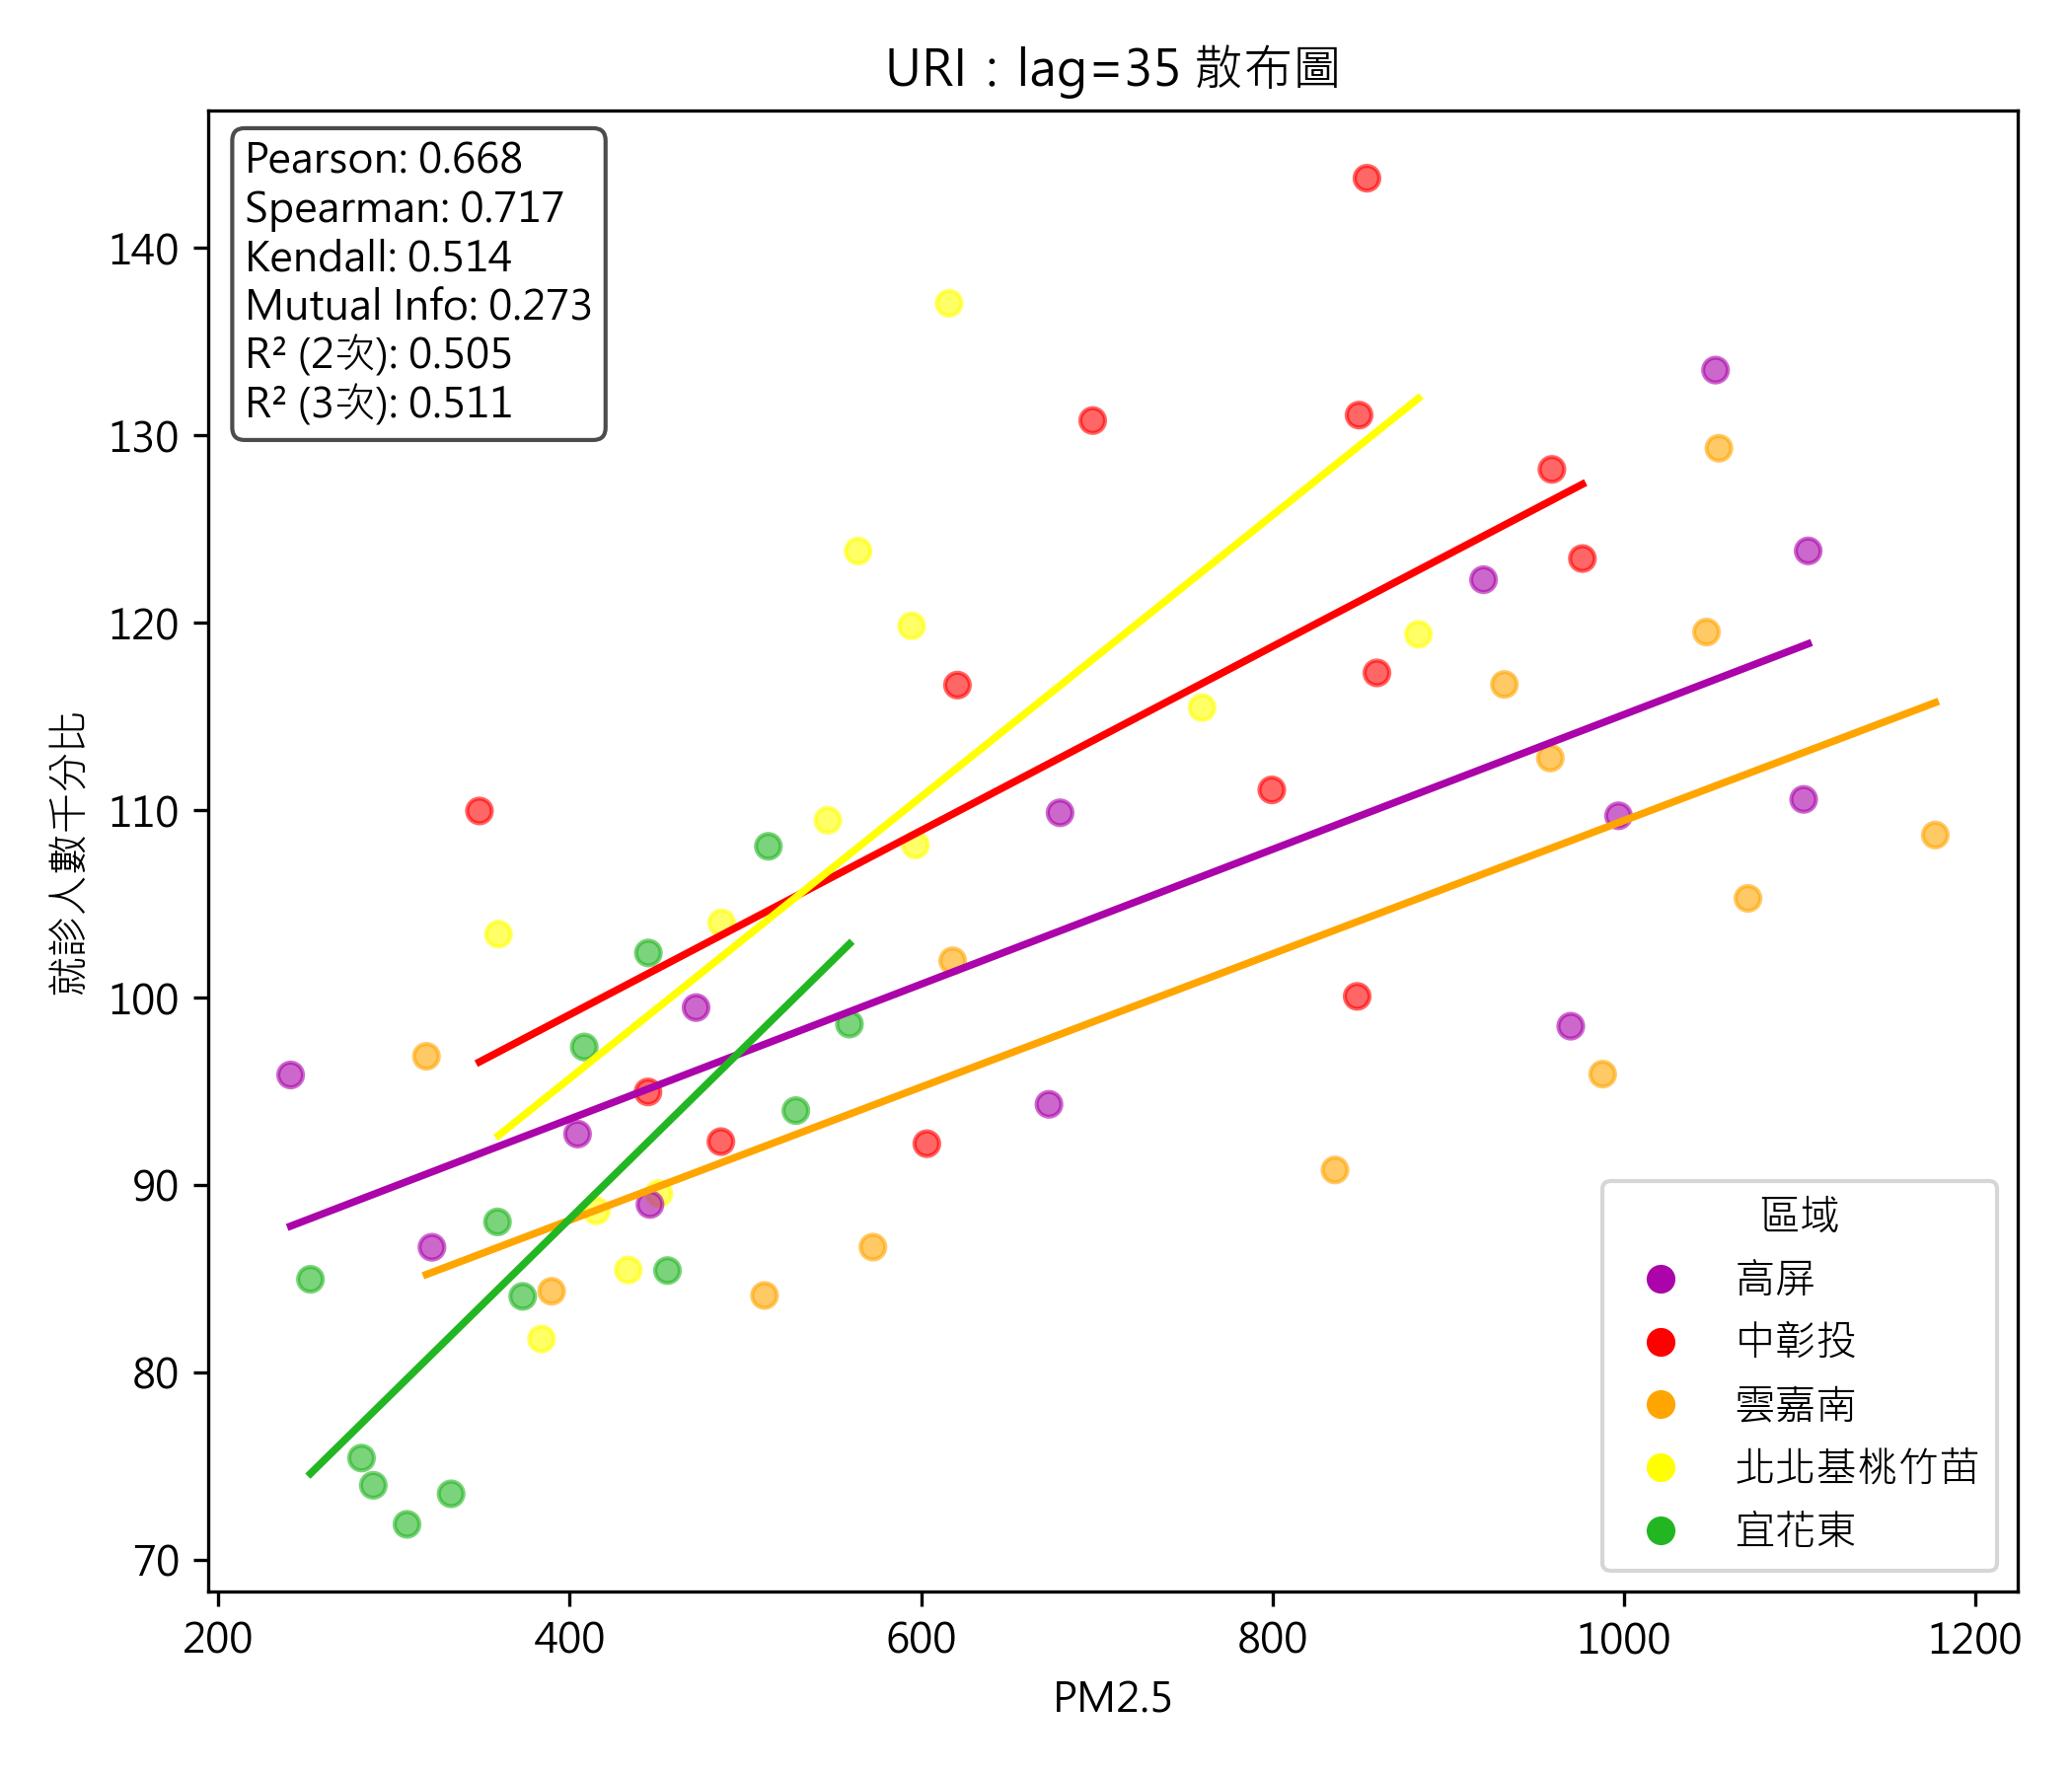 URI：lag=35 散布圖
Pearson: 0.668
Spearman: 0.717
Kendall: 0.514
Mutual Info: 0.273
R² (2次): 0.505
R² (3次): 0.511
就診人數千分比
140
130
120
110
100
90
80
70
區域
高屏
中彰投
雲嘉南
北北基桃竹苗
宜花東
200 400 600 800 1000 1200
PM2.5